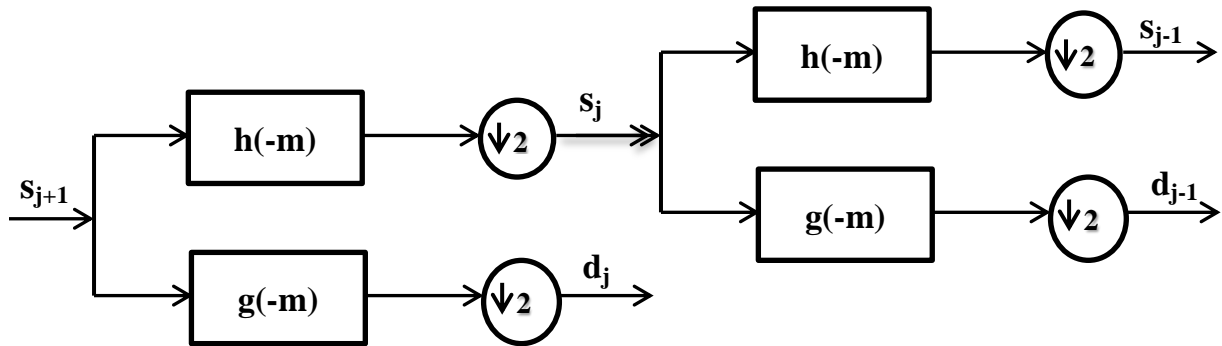 h(-m)
↓2
s_{j-1}
h(-m)
↓2
s_j
s_{j+1}
g(-m)
↓2
d_{j-1}
g(-m)
↓2
d_j